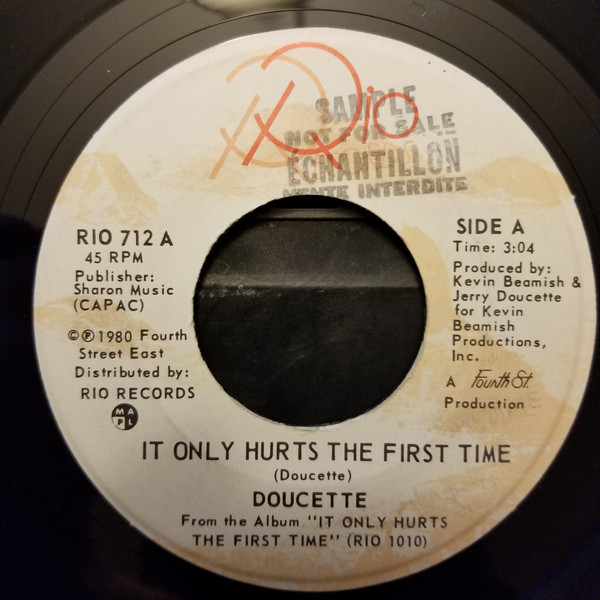 Rio
SAMPLE
NOT FOR SALE
ÉCHANTILLON
VENTE INTERDITE
RIO 712 A
45 RPM
Publisher:
Sharon Music
(CAPAC)
©℗1980 Fourth
Street East
Distributed by:
RIO RECORDS
MAPL
SIDE A
Time: 3:04
Produced by:
Kevin Beamish &
Jerry Doucette
for Kevin
Beamish
Productions,
Inc.
A Fourth St.
Production
IT ONLY HURTS THE FIRST TIME
(Doucette)
DOUCETTE
From the Album "IT ONLY HURTS
THE FIRST TIME" (RIO 1010)